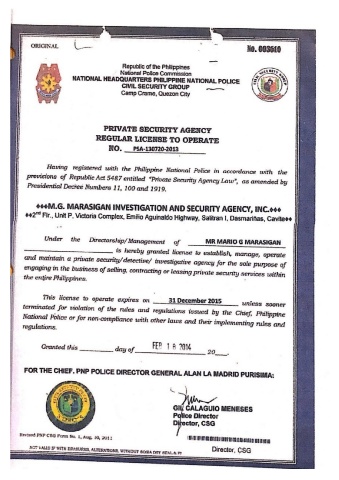 ORIGINAL
No. 003610
Republic of the Philippines
National Police Commission
NATIONAL HEADQUARTERS PHILIPPINE NATIONAL POLICE
CIVIL SECURITY GROUP
Camp Crame, Quezon City
PRIVATE SECURITY AGENCY
REGULAR LICENSE TO OPERATE
NO. PSA-130720-2013
Having registered with the Philippine National Police in accordance with the
provisions of Republic Act 5487 entitled "Private Security Agency Law", as amended by
Presidential Decree Numbers 11, 100 and 1919.
♦♦♦M.G. MARASIGAN INVESTIGATION AND SECURITY AGENCY, INC.♦♦♦
♦♦2nd Flr., Unit P, Victoria Complex, Emilio Aguinaldo Highway, Salitran I, Dasmariñas, Cavite♦♦
Under the Directorship/Management of MR MARIO G MARASIGAN
is hereby granted license to establish, manage, operate
and maintain a private security/detective/ investigative agency for the sole purpose of
engaging in the business of selling, contracting or leasing private security services within
the entire Philippines.
This license to operate expires on 31 December 2015 unless sooner
terminated for violation of the rules and regulations issued by the Chief, Philippine
National Police or for non-compliance with other laws and their implementing rules and
regulations.
Granted this ____ day of FEB 18 2014 20__.
FOR THE CHIEF, PNP POLICE DIRECTOR GENERAL ALAN LA MADRID PURISIMA:
GIL CALAGUIO MENESES
Police Director
Director, CSG
Revised PNP CSG Form No. 1, Aug. 10, 2011
NOT VALID IF WITH ERASURES, ALTERATIONS, WITHOUT SOSIA DRY SEAL &
Director, CSG